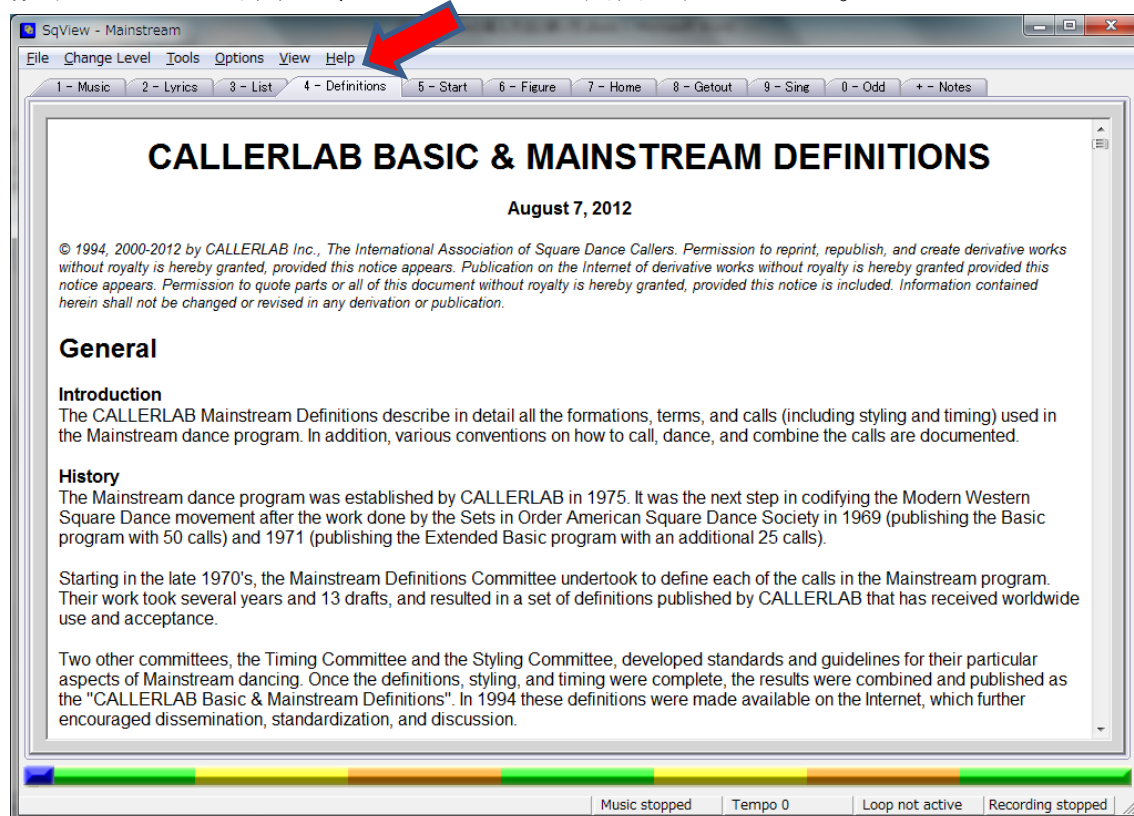 SqView - Mainstream
File Change Level Tools Options View Help
1 - Music 2 - Lyrics 3 - List 4 - Definitions 5 - Start 6 - Figure 7 - Home 8 - Getout 9 - Sing 0 - Odd + - Notes
CALLERLAB BASIC & MAINSTREAM DEFINITIONS
August 7, 2012
© 1994, 2000-2012 by CALLERLAB Inc., The International Association of Square Dance Callers. Permission to reprint, republish, and create derivative works
without royalty is hereby granted, provided this notice appears. Publication on the Internet of derivative works without royalty is hereby granted provided this
notice appears. Permission to quote parts or all of this document without royalty is hereby granted, provided this notice is included. Information contained
herein shall not be changed or revised in any derivation or publication.
General
Introduction
The CALLERLAB Mainstream Definitions describe in detail all the formations, terms, and calls (including styling and timing) used in
the Mainstream dance program. In addition, various conventions on how to call, dance, and combine the calls are documented.
History
The Mainstream dance program was established by CALLERLAB in 1975. It was the next step in codifying the Modern Western
Square Dance movement after the work done by the Sets in Order American Square Dance Society in 1969 (publishing the Basic
program with 50 calls) and 1971 (publishing the Extended Basic program with an additional 25 calls).
Starting in the late 1970's, the Mainstream Definitions Committee undertook to define each of the calls in the Mainstream program.
Their work took several years and 13 drafts, and resulted in a set of definitions published by CALLERLAB that has received worldwide
use and acceptance.
Two other committees, the Timing Committee and the Styling Committee, developed standards and guidelines for their particular
aspects of Mainstream dancing. Once the definitions, styling, and timing were complete, the results were combined and published as
the "CALLERLAB Basic & Mainstream Definitions". In 1994 these definitions were made available on the Internet, which further
encouraged dissemination, standardization, and discussion.
Music stopped Tempo 0 Loop not active Recording stopped